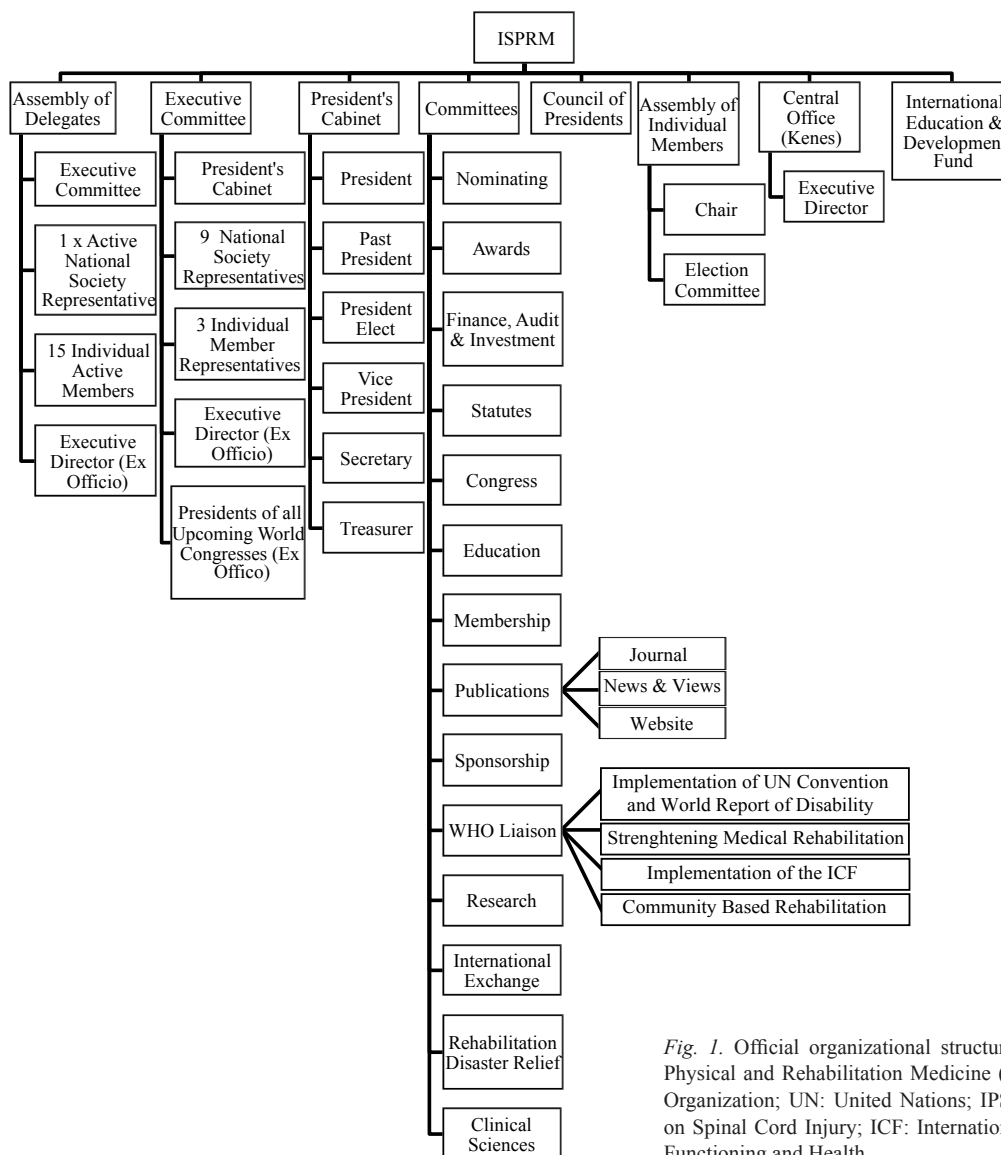 ISPRM
Assembly of
Delegates
Executive
Committee
1 x Active
National
Society
Representative
15 Individual
Active
Members
Executive
Director (Ex
Officio)
Executive
Committee
President's
Cabinet
9 National
Society
Representatives
3 Individual
Member
Representatives
Executive
Director (Ex
Officio)
Presidents of all
Upcoming World
Congresses (Ex
Offico)
President's
Cabinet
President
Past
President
President
Elect
Vice
President
Secretary
Treasurer
Committees
Nominating
Awards
Finance, Audit
& Investment
Statutes
Congress
Education
Membership
Publications
Journal
News & Views
Website
Sponsorship
WHO Liaison
Implementation of UN Convention
and World Report of Disability
Strenghtening Medical Rehabilitation
Implementation of the ICF
Community Based Rehabilitation
Research
International
Exchange
Rehabilitation
Disaster Relief
Clinical
Sciences
Council of
Presidents
Assembly of
Individual
Members
Chair
Election
Committee
Central
Office
(Kenes)
Executive
Director
International
Education &
Development
Fund
Fig. 1. Official organizational structur
Physical and Rehabilitation Medicine (
Organization; UN: United Nations; IPS
on Spinal Cord Injury; ICF: Internation
Functioning and Health